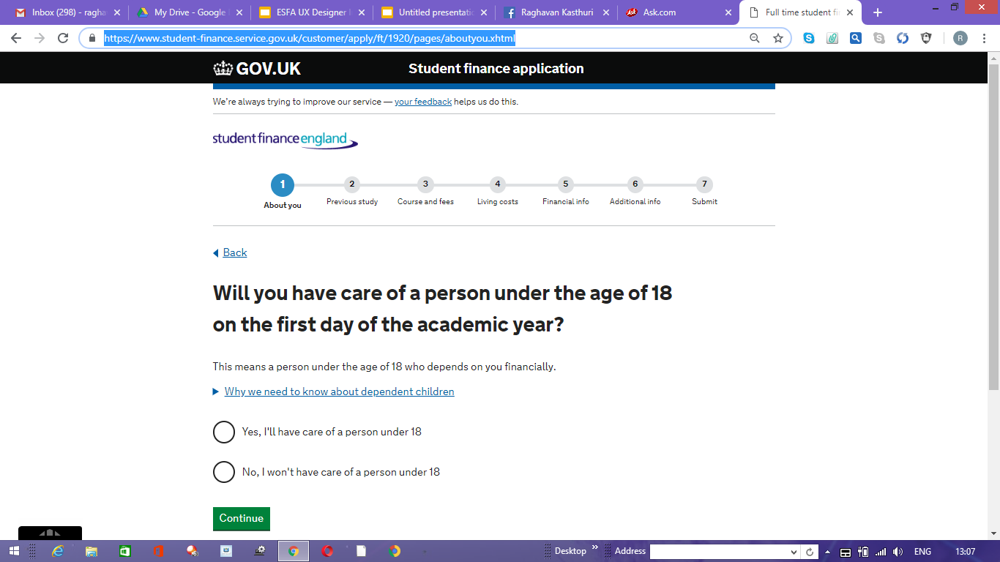 Inbox (298) - ragha
My Drive - Google
ESFA UX Designer
Untitled presentatio
Raghavan Kasthuri
Ask.com
Full time student fi
https://www.student-finance.service.gov.uk/customer/apply/ft/1920/pages/aboutyou.xhtml
R
GOV.UK
Student finance application
We're always trying to improve our service — your feedback helps us do this.
student finance england
1 2 3 4 5 6 7
About you Previous study Course and fees Living costs Financial info Additional info Submit
Back
Will you have care of a person under the age of 18
on the first day of the academic year?
This means a person under the age of 18 who depends on you financially.
Why we need to know about dependent children
Yes, I'll have care of a person under 18
No, I won't have care of a person under 18
Continue
Desktop » Address ENG 13:07